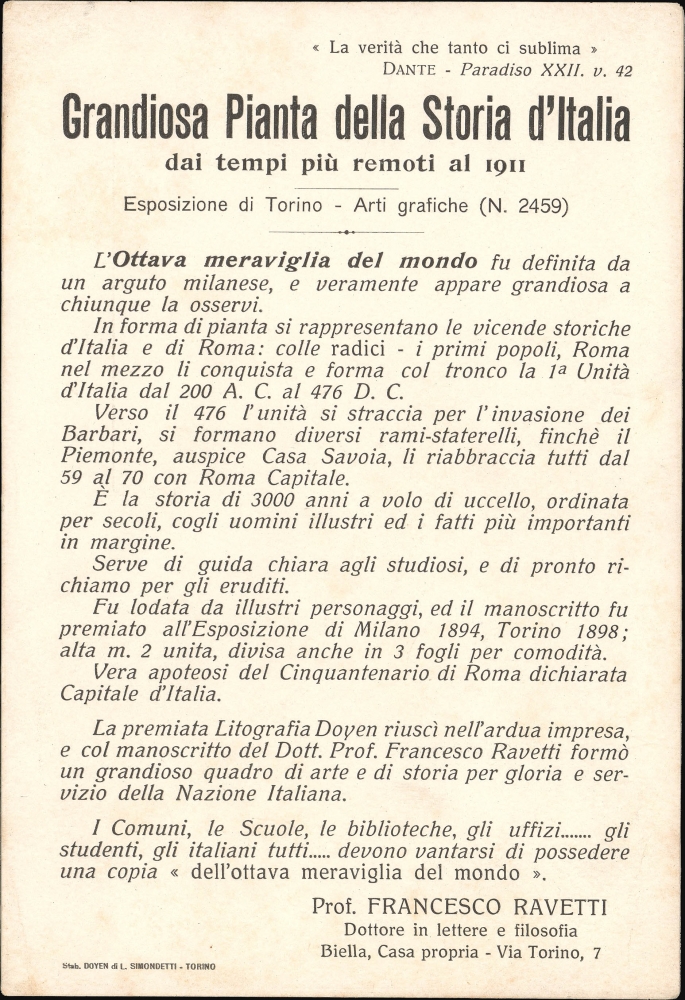 « La verità che tanto ci sublima »
DANTE - Paradiso XXII. v. 42
Grandiosa Pianta della Storia d'Italia
dai tempi più remoti al 1911
Esposizione di Torino - Arti grafiche (N. 2459)
L'Ottava meraviglia del mondo fu definita da
un arguto milanese, e veramente appare grandiosa a
chiunque la osservi.
In forma di pianta si rappresentano le vicende storiche
d'Italia e di Roma: colle radici - i primi popoli, Roma
nel mezzo li conquista e forma col tronco la 1ª Unità
d'Italia dal 200 A. C. al 476 D. C.
Verso il 476 l'unità si straccia per l'invasione dei
Barbari, si formano diversi rami-staterelli, finchè il
Piemonte, auspice Casa Savoia, li riabbraccia tutti dal
59 al 70 con Roma Capitale.
È la storia di 3000 anni a volo di uccello, ordinata
per secoli, cogli uomini illustri ed i fatti più importanti
in margine.
Serve di guida chiara agli studiosi, e di pronto ri-
chiamo per gli eruditi.
Fu lodata da illustri personaggi, ed il manoscritto fu
premiato all'Esposizione di Milano 1894, Torino 1898;
alta m. 2 unita, divisa anche in 3 fogli per comodità.
Vera apoteosi del Cinquantenario di Roma dichiarata
Capitale d'Italia.
La premiata Litografia Doyen riuscì nell'ardua impresa,
e col manoscritto del Dott. Prof. Francesco Ravetti formò
un grandioso quadro di arte e di storia per gloria e ser-
vizio della Nazione Italiana.
I Comuni, le Scuole, le biblioteche, gli uffizi....... gli
studenti, gli italiani tutti..... devono vantarsi di possedere
una copia « dell'ottava meraviglia del mondo ».
Prof. FRANCESCO RAVETTI
Dottore in lettere e filosofia
Biella, Casa propria - Via Torino, 7
Stab. DOYEN di L. SIMONDETTI - TORINO